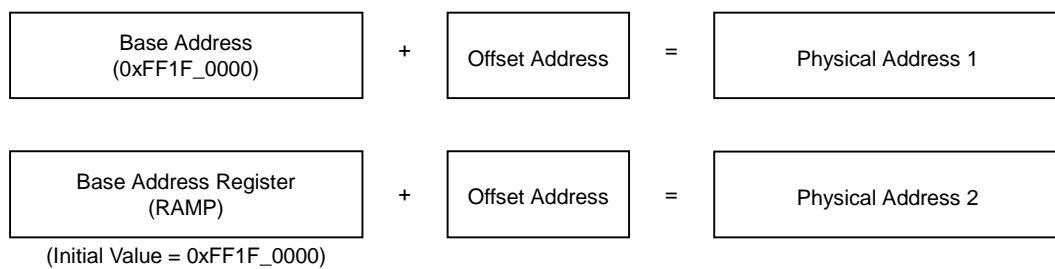 Base Address
(0xFF1F_0000)
+
Offset Address
=
Physical Address 1
Base Address Register
(RAMP)
+
Offset Address
=
Physical Address 2
(Initial Value = 0xFF1F_0000)